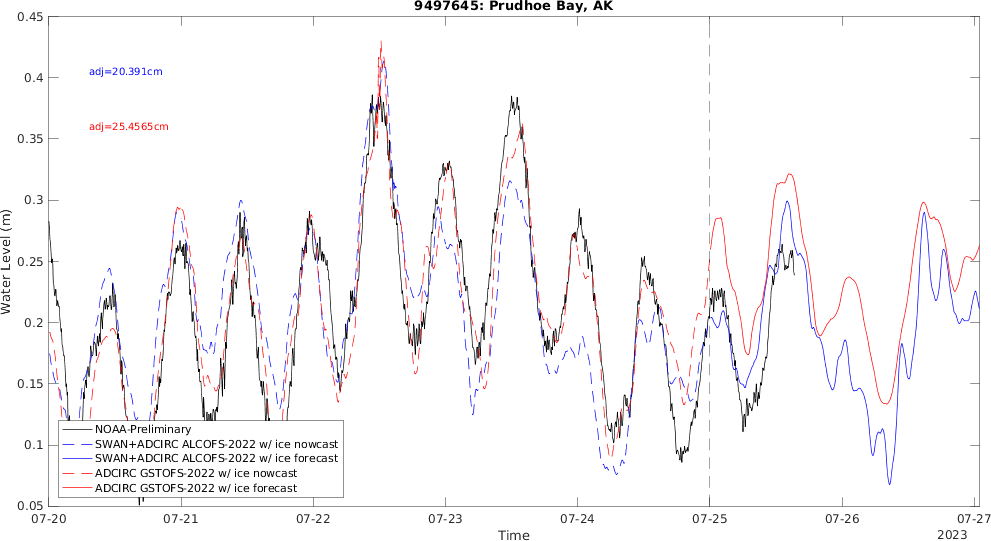 9497645: Prudhoe Bay, AK
0.45
0.4
0.35
0.3
0.25
0.2
0.15
0.1
0.05
Water Level (m)
adj=20.391cm
adj=25.4565cm
NOAA-Preliminary
SWAN+ADCIRC ALCOFS-2022 w/ ice nowcast
SWAN+ADCIRC ALCOFS-2022 w/ ice forecast
ADCIRC GSTOFS-2022 w/ ice nowcast
ADCIRC GSTOFS-2022 w/ ice forecast
07-20 07-21 07-22 07-23 07-24 07-25 07-26 07-27
Time
2023